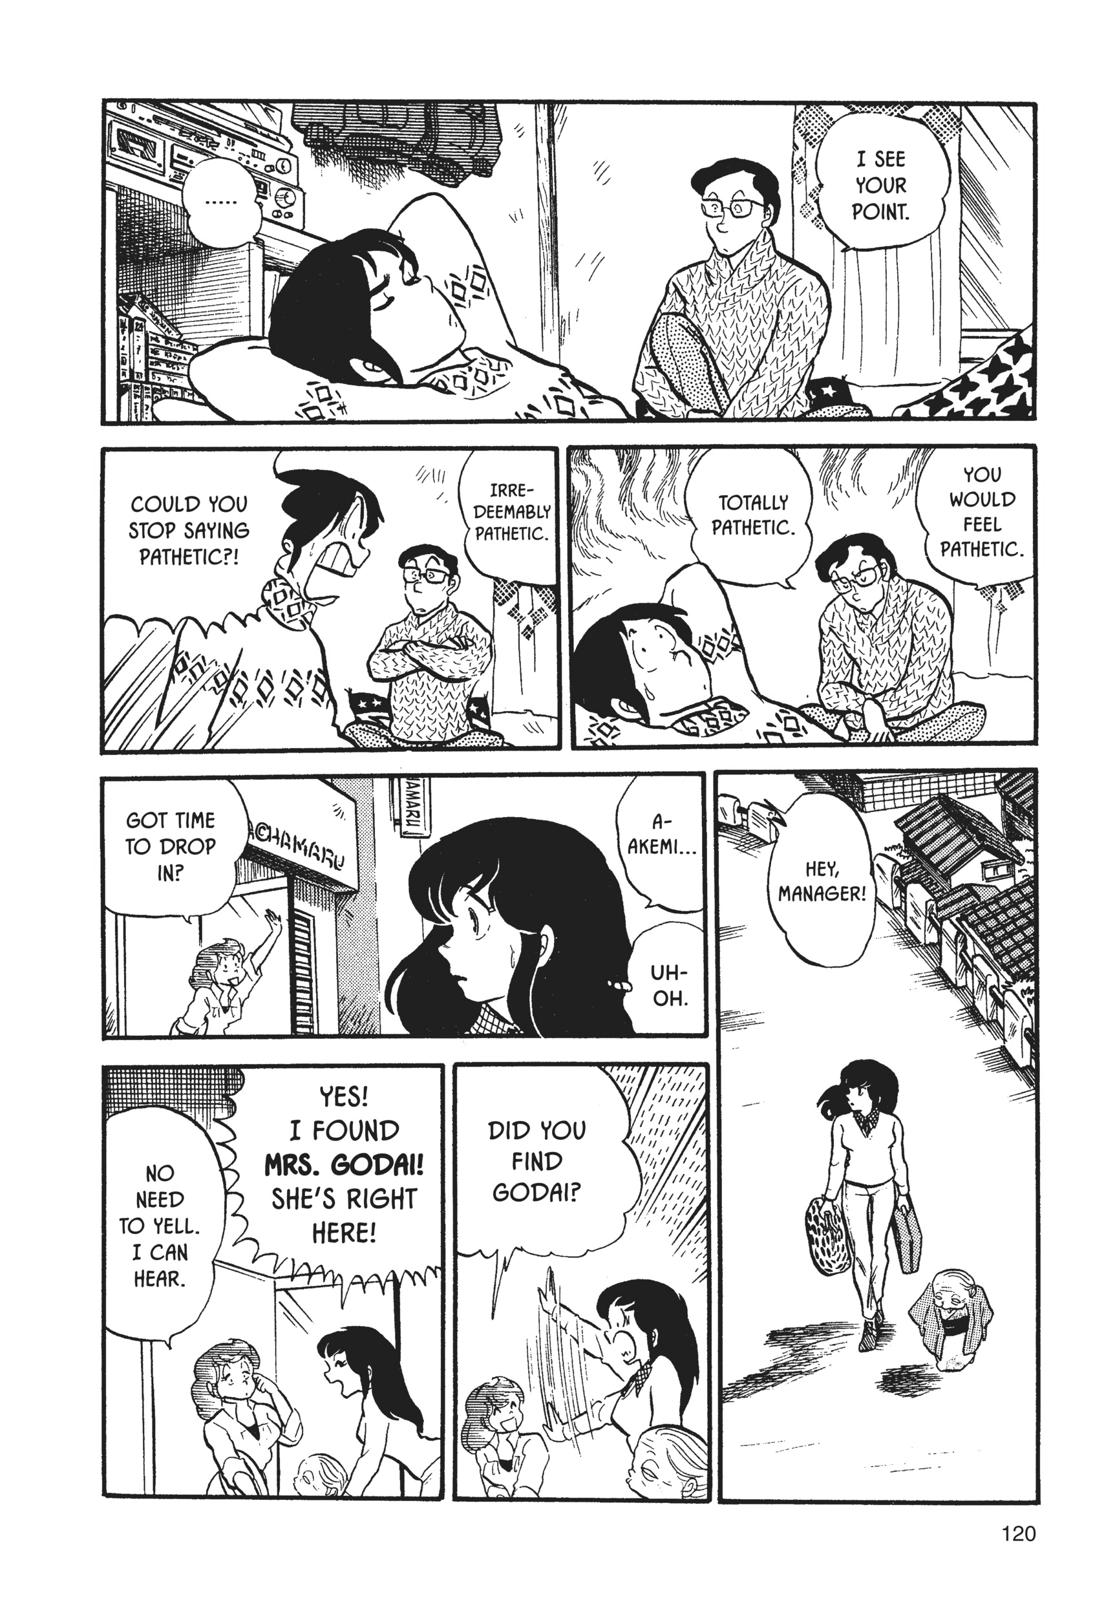 I SEE
YOUR
POINT.
.....
YOU
WOULD
FEEL
PATHETIC.
TOTALLY
PATHETIC.
IRRE-
DEEMABLY
PATHETIC.
COULD YOU
STOP SAYING
PATHETIC?!
HEY,
MANAGER!
A-
AKEMI...
UH-
OH.
GOT TIME
TO DROP
IN?
ACHAMARU
AMARU
DID YOU
FIND
GODAI?
YES!
I FOUND
MRS. GODAI!
SHE'S RIGHT
HERE!
NO
NEED
TO YELL.
I CAN
HEAR.
120